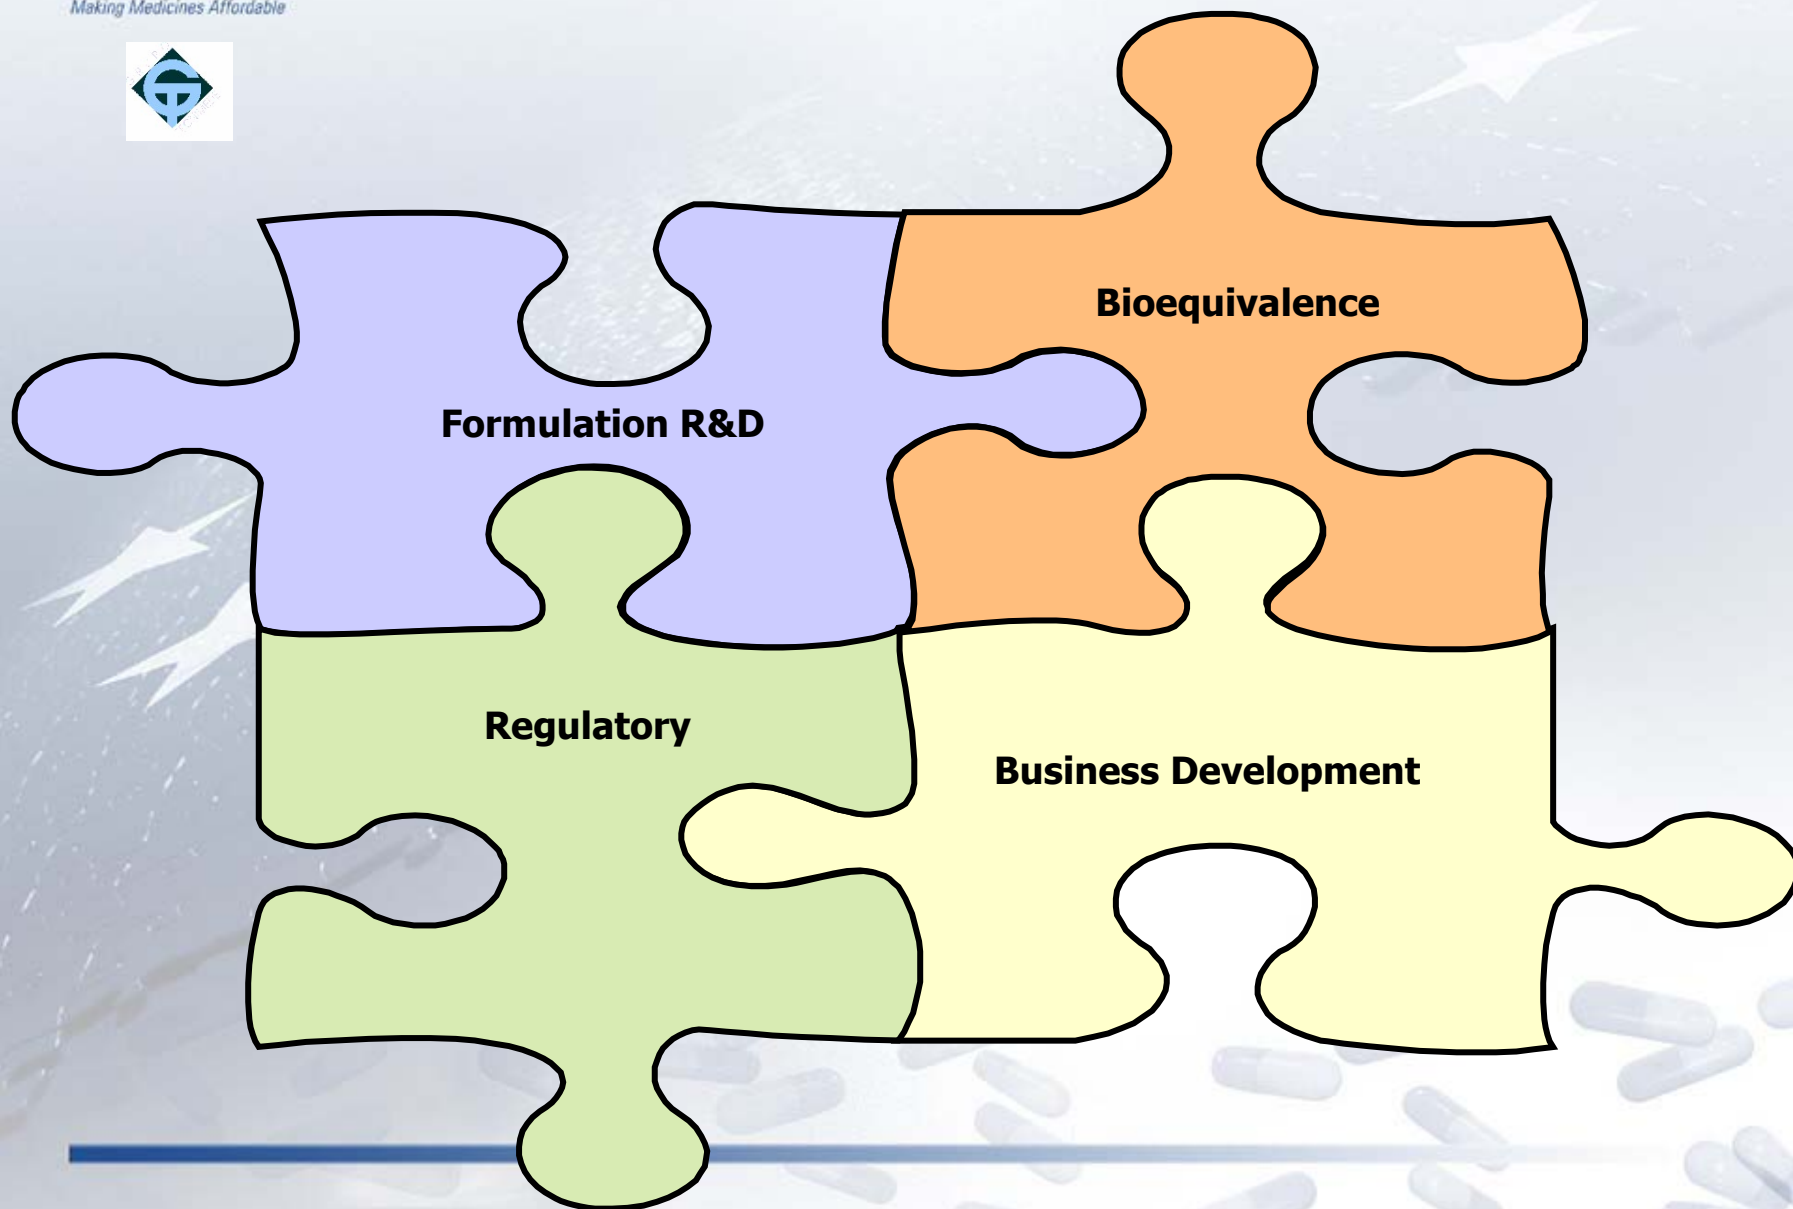 Making Medicines Affordable
Bioequivalence
Formulation R&D
Regulatory
Business Development